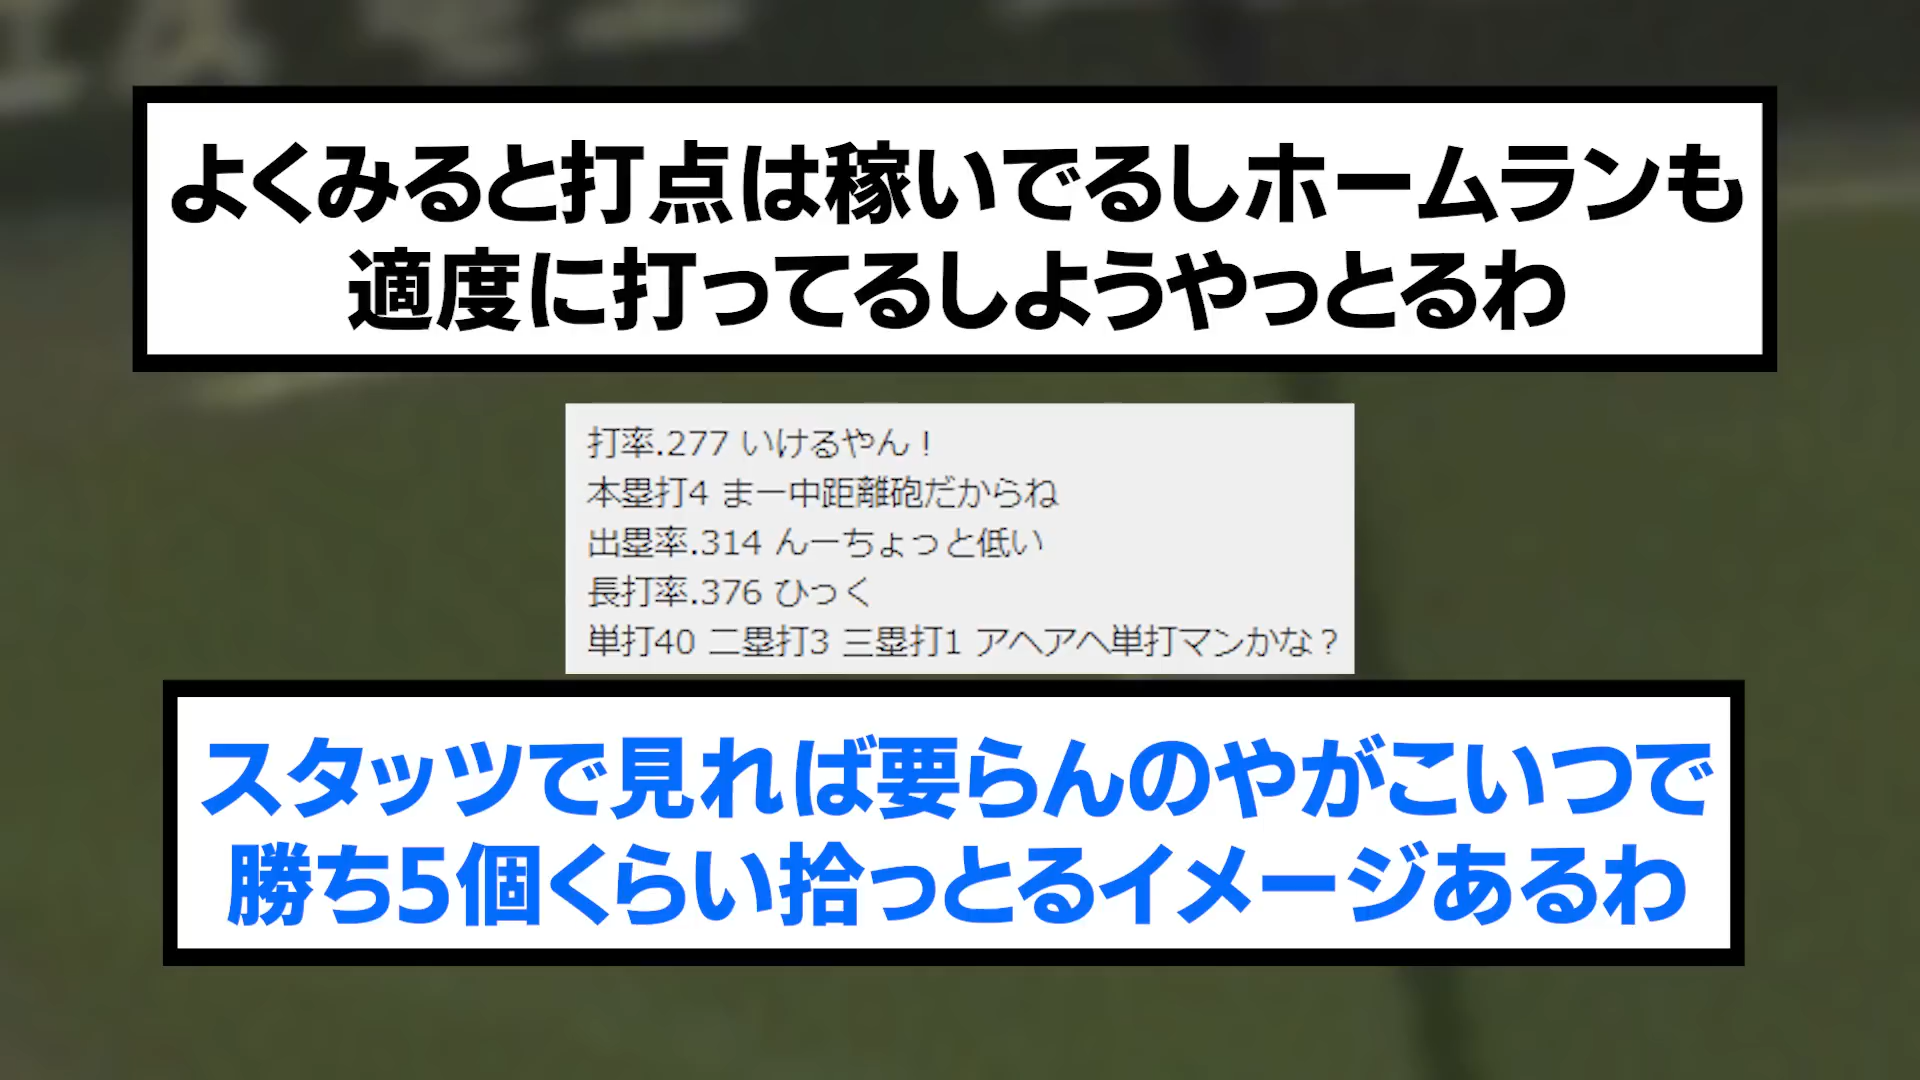 よくみると打点は稼いでるしホームランも
適度に打ってるしようやっとるわ
打率.277 いけるやん！
本塁打4 まー中距離砲だからね
出塁率.314 んーちょっと低い
長打率.376 ひっく
単打40 二塁打3 三塁打1 アヘアヘ単打マンかな？
スタッツで見れば要らんのやがこいつで
勝ち5個くらい拾っとるイメージあるわ